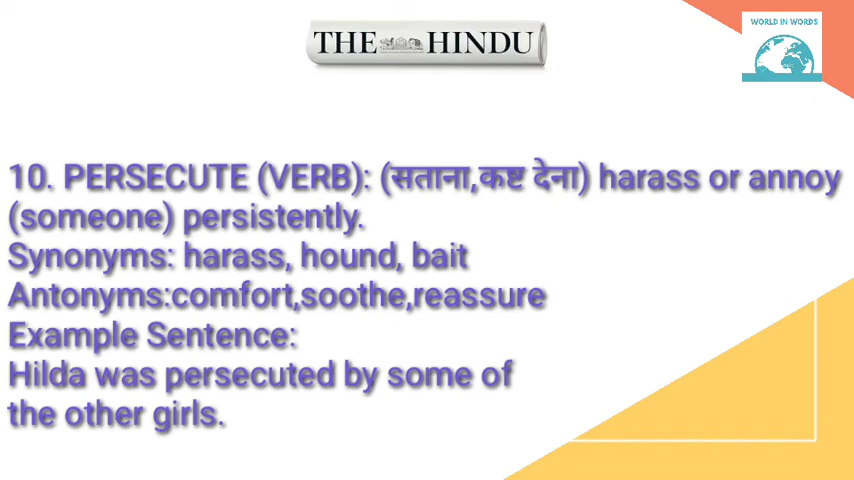 THE HINDU
WORLD IN WORDS
10. PERSECUTE (VERB): (सताना,कष्ट देना) harass or annoy
(someone) persistently.
Synonyms: harass, hound, bait
Antonyms:comfort,soothe,reassure
Example Sentence:
Hilda was persecuted by some of
the other girls.